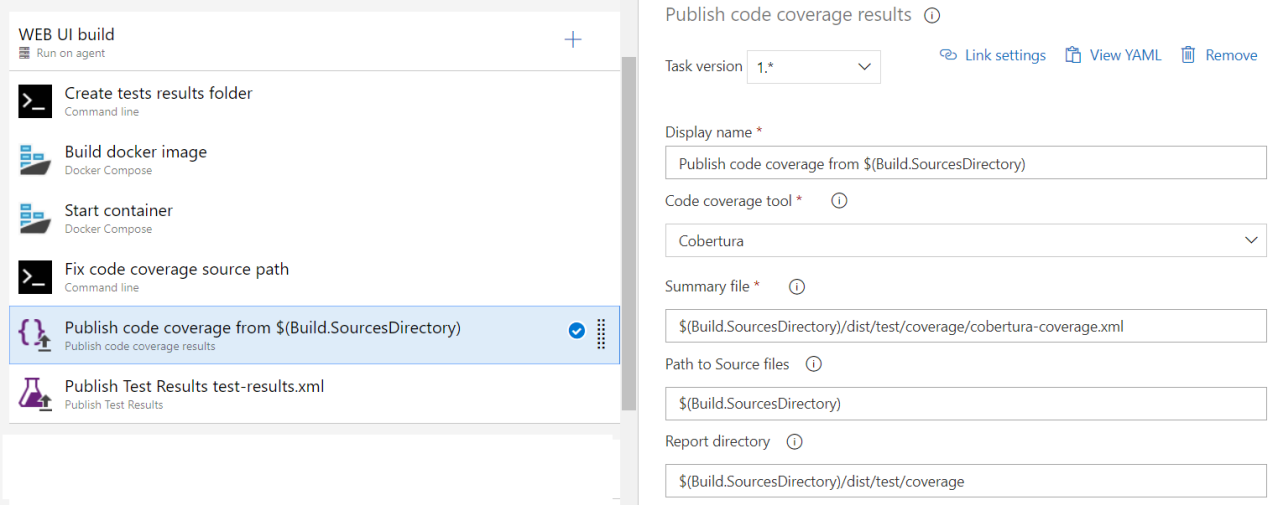 WEB UI build
Run on agent
Create tests results folder
Command line
Build docker image
Docker Compose
Start container
Docker Compose
Fix code coverage source path
Command line
Publish code coverage from $(Build.SourcesDirectory)
Publish code coverage results
Publish Test Results test-results.xml
Publish Test Results
Publish code coverage results
Link settings View YAML Remove
Task version 1.*
Display name *
Publish code coverage from $(Build.SourcesDirectory)
Code coverage tool *
Cobertura
Summary file *
$(Build.SourcesDirectory)/dist/test/coverage/cobertura-coverage.xml
Path to Source files
$(Build.SourcesDirectory)
Report directory
$(Build.SourcesDirectory)/dist/test/coverage